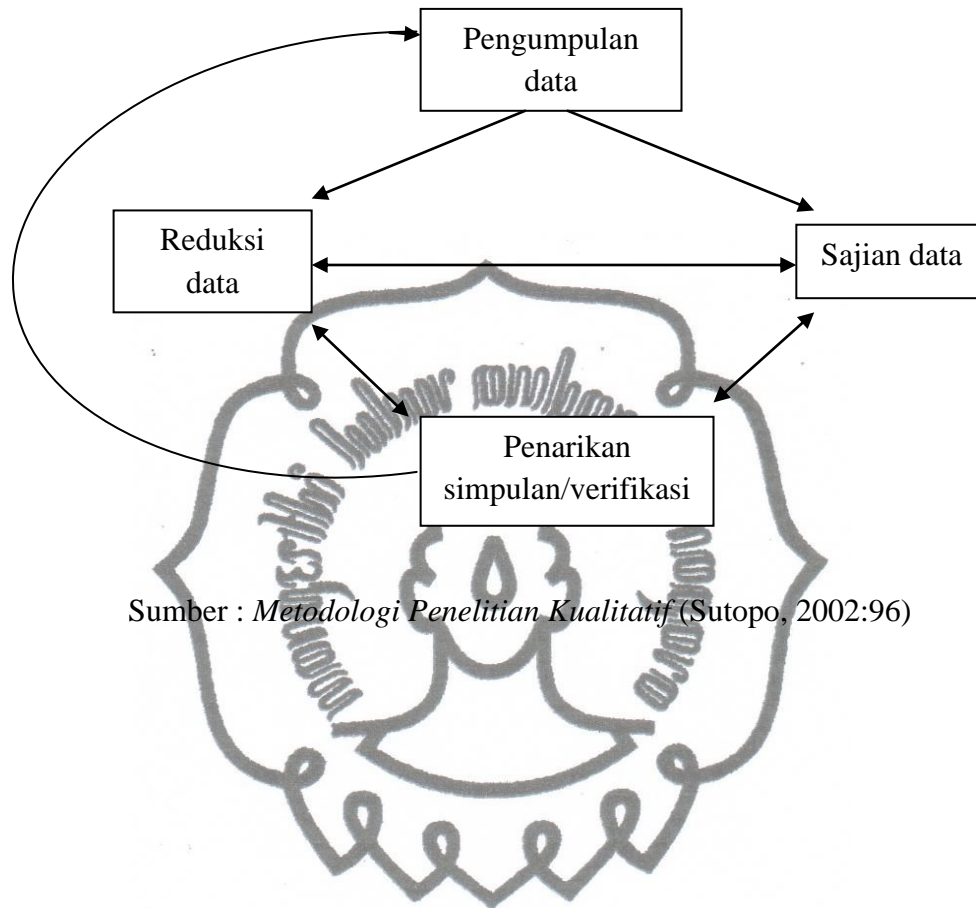 Pengumpulan
data
Reduksi
data
Sajian data
Penarikan
simpulan/verifikasi
Sumber : Metodologi Penelitian Kualitatif (Sutopo, 2002:96)